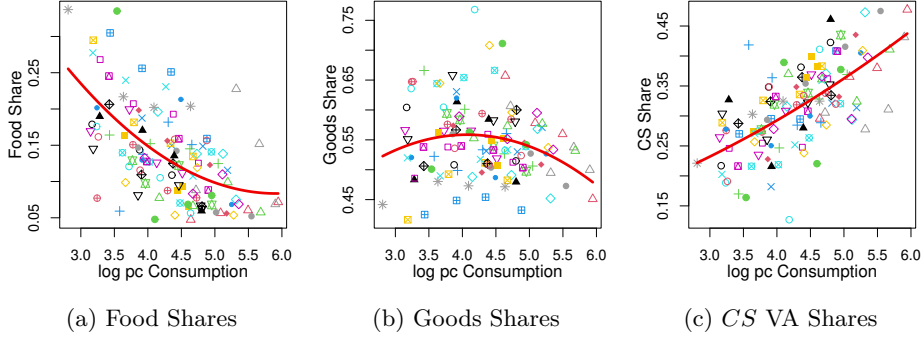 Food Share
0.05 0.15 0.25
3.0 3.5 4.0 4.5 5.0 5.5 6.0
log pc Consumption
(a) Food Shares
Goods Share
0.45 0.55 0.65 0.75
3.0 3.5 4.0 4.5 5.0 5.5 6.0
log pc Consumption
(b) Goods Shares
CS Share
0.15 0.25 0.35 0.45
3.0 3.5 4.0 4.5 5.0 5.5 6.0
log pc Consumption
(c) CS VA Shares